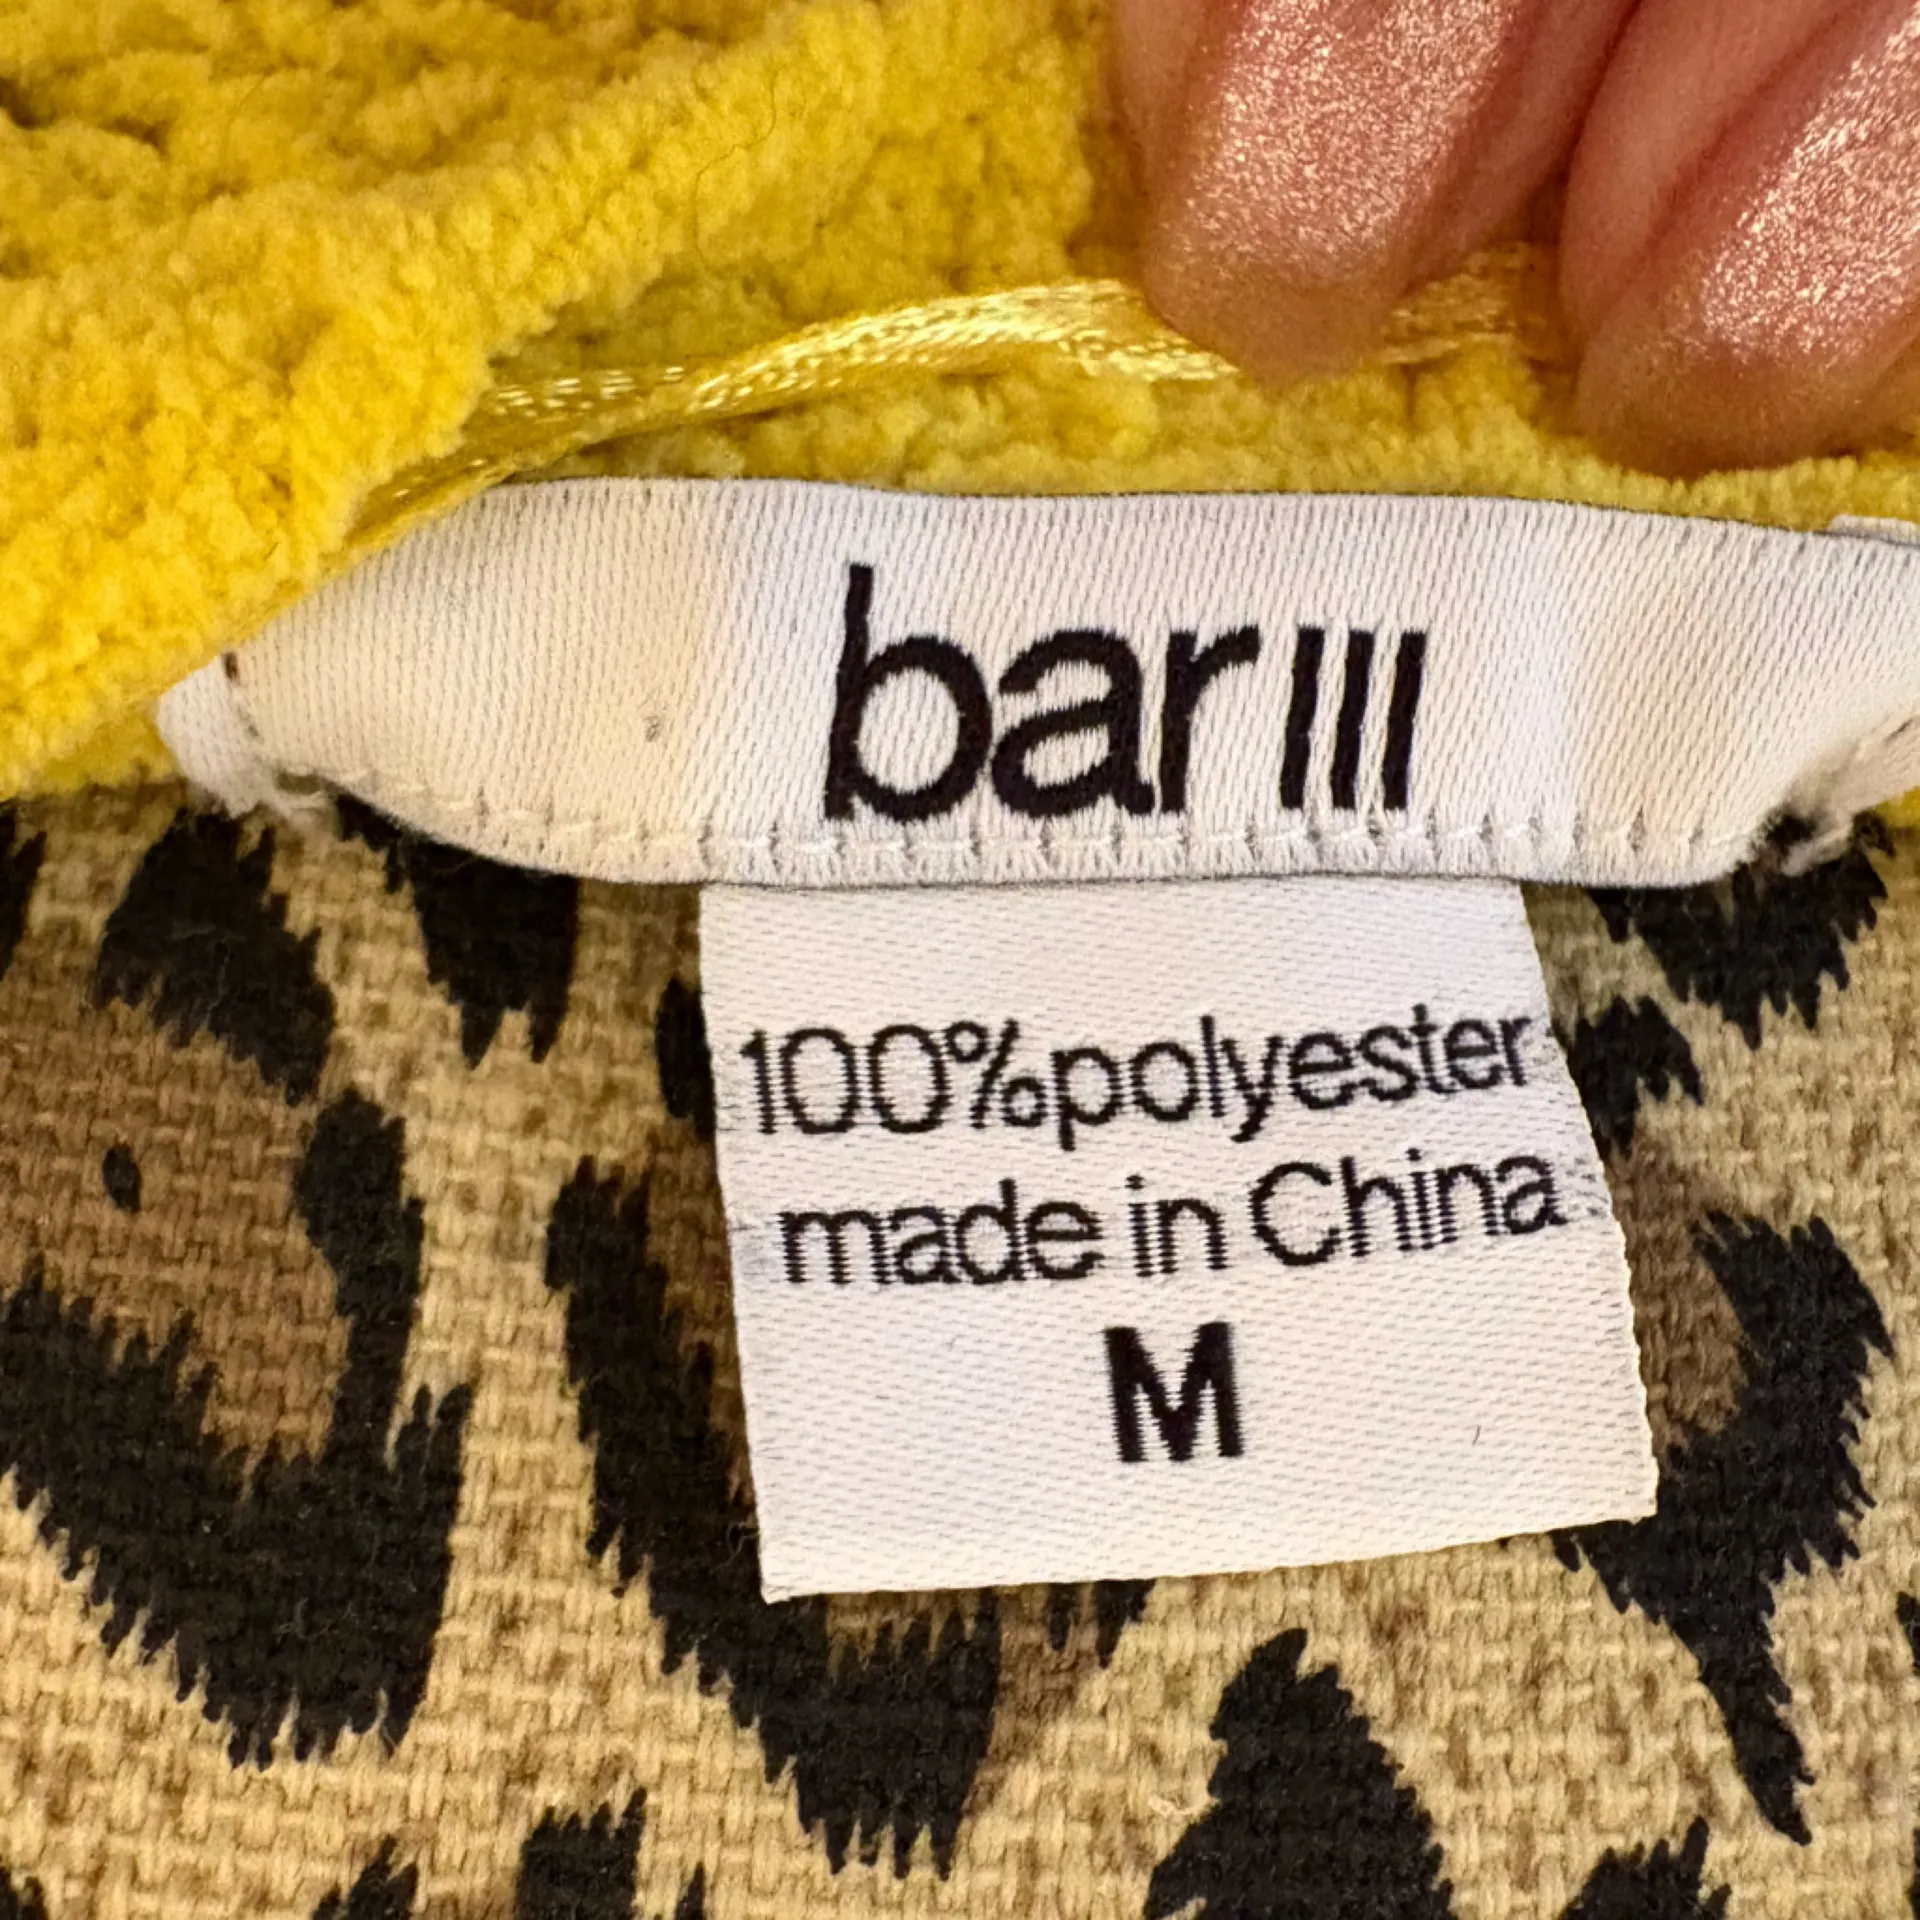 bar III
100% polyester
made in China
M